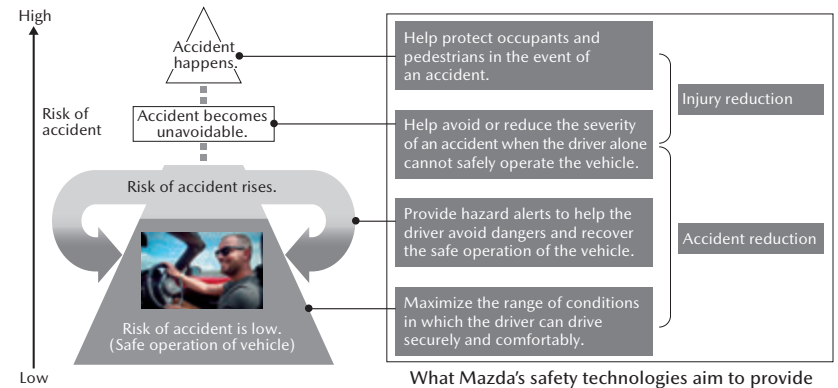 High
Risk of
accident
Low
Accident
happens.
Accident becomes
unavoidable.
Risk of accident rises.
Risk of accident is low.
(Safe operation of vehicle)
Help protect occupants and
pedestrians in the event of
an accident.
Help avoid or reduce the severity
of an accident when the driver alone
cannot safely operate the vehicle.
Provide hazard alerts to help the
driver avoid dangers and recover
the safe operation of the vehicle.
Maximize the range of conditions
in which the driver can drive
securely and comfortably.
Injury reduction
Accident reduction
What Mazda’s safety technologies aim to provide